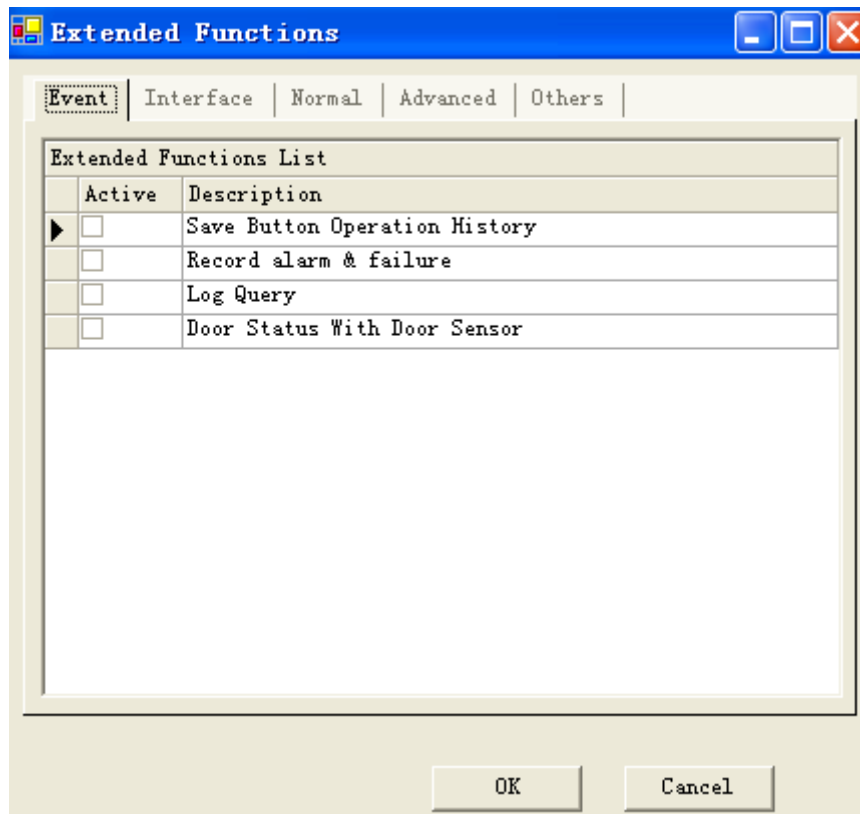 Extended Functions
Event Interface Normal Advanced Others
Extended Functions List
Active Description
Save Button Operation History
Record alarm & failure
Log Query
Door Status With Door Sensor
OK Cancel